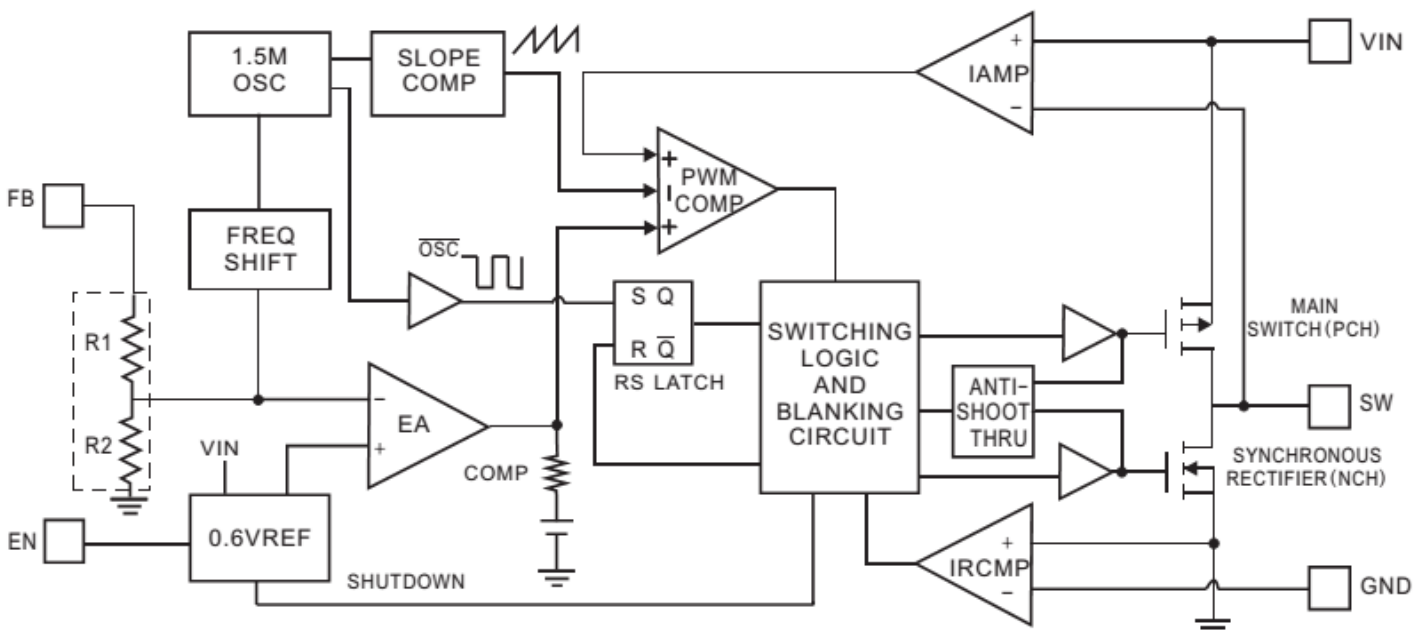 1.5M
OSC
SLOPE
COMP
+
IAMP
−
VIN
FB
FREQ
SHIFT
+
−
+
PWM
COMP
OSC
S Q
R Q
RS LATCH
R1
R2
−
EA
+
COMP
VIN
EN
0.6VREF
SHUTDOWN
SWITCHING
LOGIC
AND
BLANKING
CIRCUIT
ANTI-
SHOOT
THRU
MAIN
SWITCH(PCH)
SW
SYNCHRONOUS
RECTIFIER(NCH)
+
IRCMP
−
GND